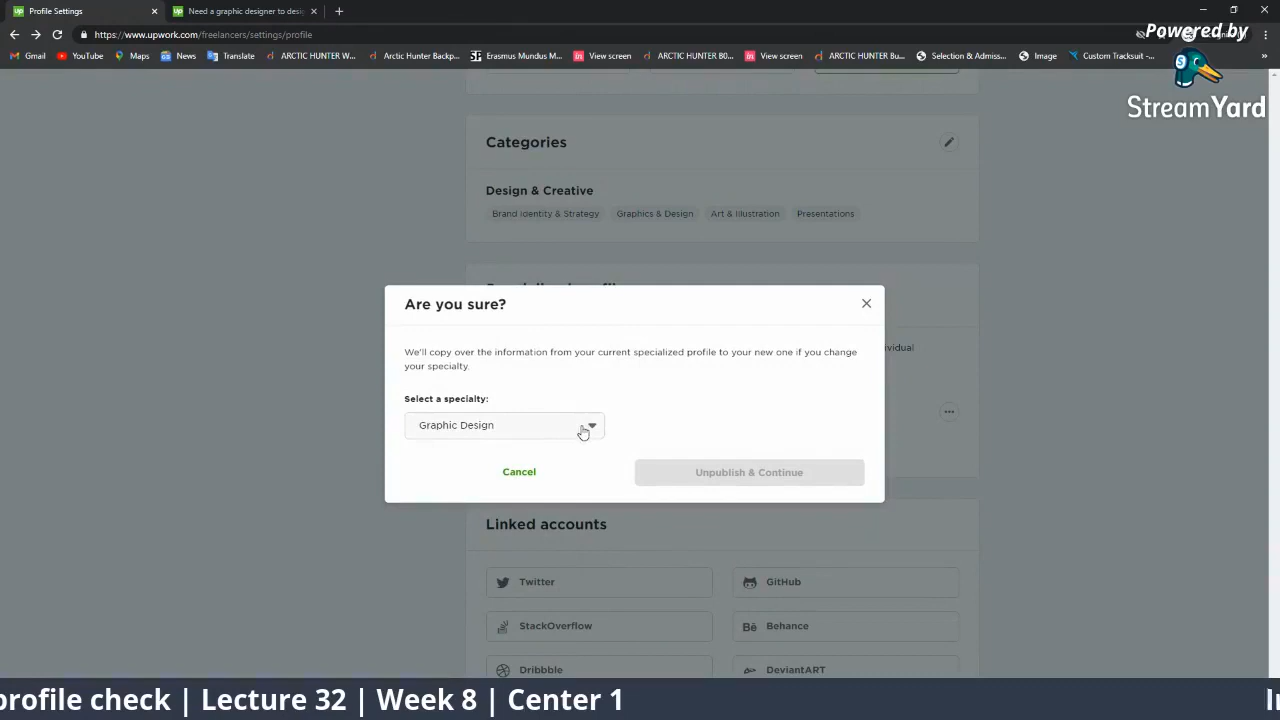 Profile Settings
Need a graphic designer to desi
https://www.upwork.com/freelancers/settings/profile
Powered by
Gmail YouTube Maps News Translate ARCTIC HUNTER W... Arctic Hunter Backp... Erasmus Mundus M... View screen ARCTIC HUNTER 80... View screen ARCTIC HUNTER Bu... Selection & Admiss... Image Custom Tracksuit -...
StreamYard
Categories
Design & Creative
Brand Identity & Strategy Graphics & Design Art & Illustration Presentations
Are you sure?
We'll copy over the information from your current specialized profile to your new one if you change
your specialty.
Select a specialty:
Graphic Design
Cancel
Unpublish & Continue
Linked accounts
Twitter
GitHub
StackOverflow
Behance
Dribbble
DeviantART
profile check | Lecture 32 | Week 8 | Center 1